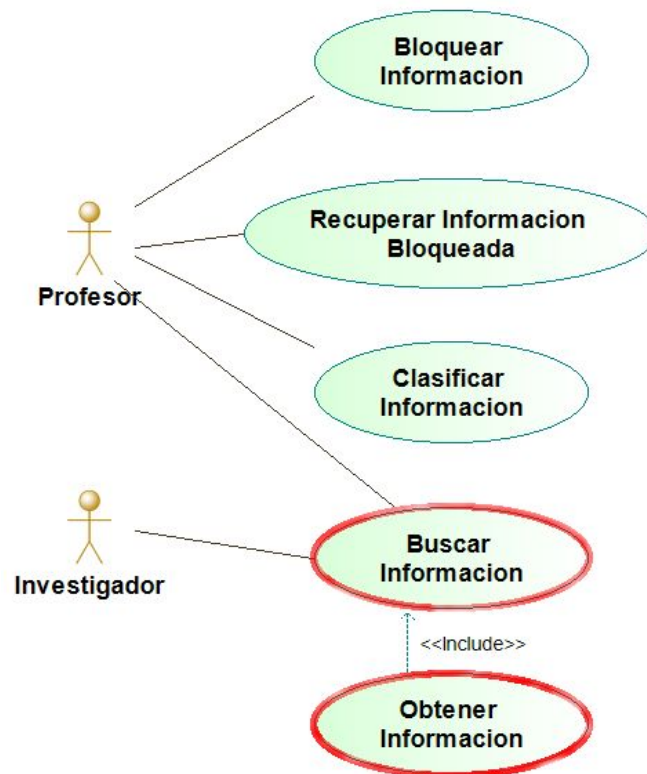 Bloquear
Informacion
Recuperar Informacion
Bloqueada
Profesor
Clasificar
Informacion
Buscar
Informacion
Investigador
<<Include>>
Obtener
Informacion